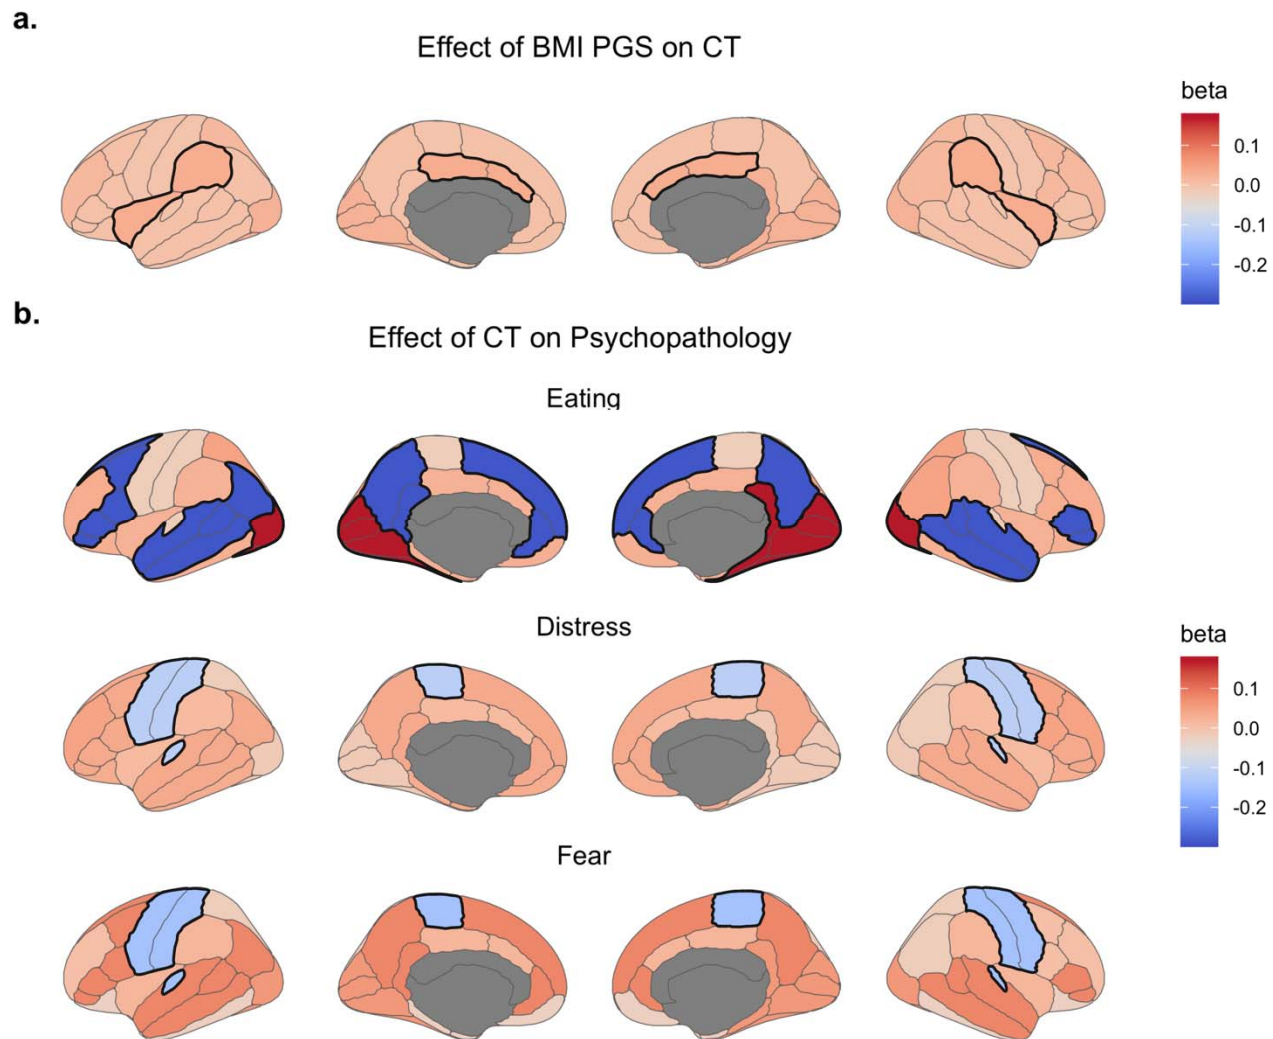 a.
Effect of BMI PGS on CT
beta
0.1
0.0
-0.1
-0.2
b.
Effect of CT on Psychopathology
Eating
Distress
beta
0.1
0.0
-0.1
-0.2
Fear